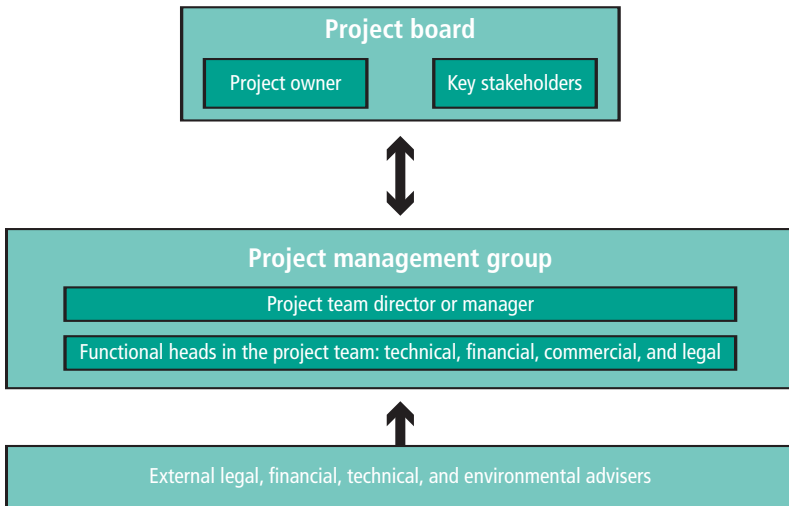 Project board
Project owner
Key stakeholders
Project management group
Project team director or manager
Functional heads in the project team: technical, financial, commercial, and legal
External legal, financial, technical, and environmental advisers